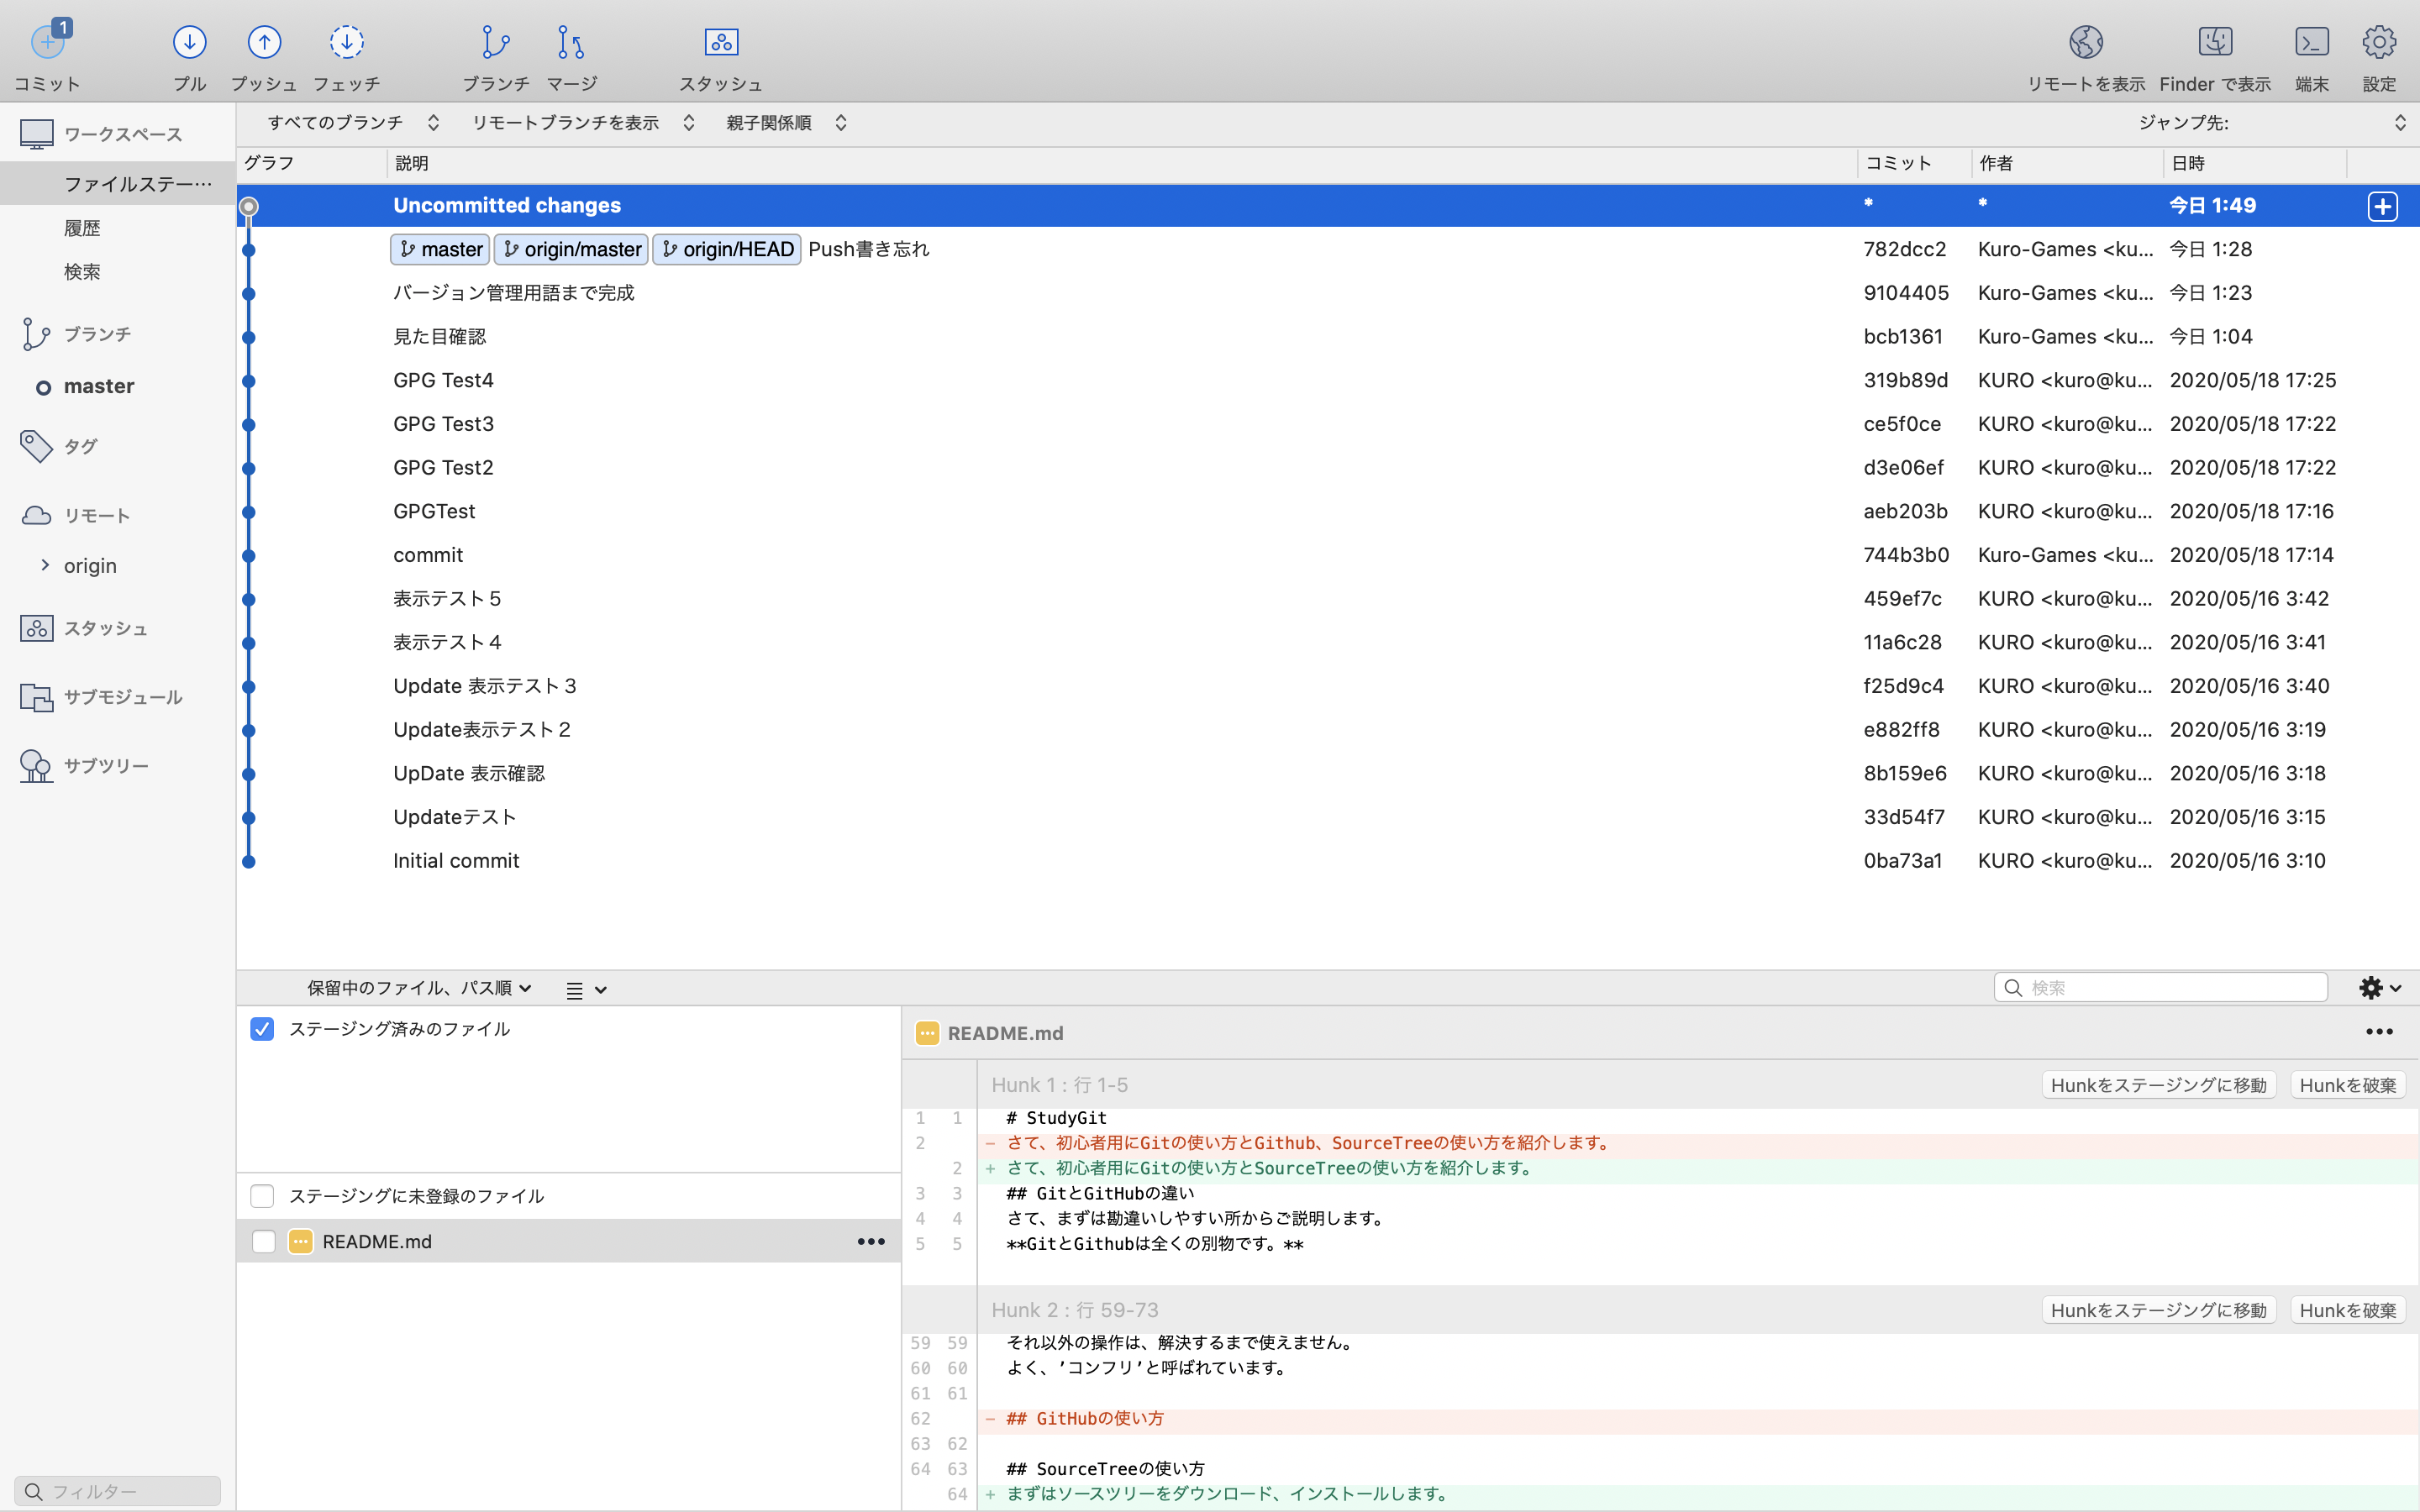 1
コミット プル プッシュ フェッチ ブランチ マージ スタッシュ リモートを表示 Finder で表示 端末 設定
ワークスペース
ファイルステー…
履歴
検索
ブランチ
master
タグ
リモート
origin
スタッシュ
サブモジュール
サブツリー
フィルター
すべてのブランチ リモートブランチを表示 親子関係順 ジャンプ先:
グラフ 説明 コミット 作者 日時
Uncommitted changes * * 今日 1:49
master origin/master origin/HEAD Push書き忘れ 782dcc2 Kuro-Games <ku... 今日 1:28
バージョン管理用語まで完成 9104405 Kuro-Games <ku... 今日 1:23
見た目確認 bcb1361 Kuro-Games <ku... 今日 1:04
GPG Test4 319b89d KURO <kuro@ku... 2020/05/18 17:25
GPG Test3 ce5f0ce KURO <kuro@ku... 2020/05/18 17:22
GPG Test2 d3e06ef KURO <kuro@ku... 2020/05/18 17:22
GPGTest aeb203b KURO <kuro@ku... 2020/05/18 17:16
commit 744b3b0 Kuro-Games <ku... 2020/05/18 17:14
表示テスト５ 459ef7c KURO <kuro@ku... 2020/05/16 3:42
表示テスト４ 11a6c28 KURO <kuro@ku... 2020/05/16 3:41
Update 表示テスト３ f25d9c4 KURO <kuro@ku... 2020/05/16 3:40
Update表示テスト２ e882ff8 KURO <kuro@ku... 2020/05/16 3:19
UpDate 表示確認 8b159e6 KURO <kuro@ku... 2020/05/16 3:18
Updateテスト 33d54f7 KURO <kuro@ku... 2020/05/16 3:15
Initial commit 0ba73a1 KURO <kuro@ku... 2020/05/16 3:10
保留中のファイル、パス順 検索
ステージング済みのファイル
ステージングに未登録のファイル
README.md
README.md
Hunk 1 : 行 1-5 Hunkをステージングに移動 Hunkを破棄
1 1 # StudyGit
2 - さて、初心者用にGitの使い方とGithub、SourceTreeの使い方を紹介します。
2 + さて、初心者用にGitの使い方とSourceTreeの使い方を紹介します。
3 3 ## GitとGitHubの違い
4 4 さて、まずは勘違いしやすい所からご説明します。
5 5 **GitとGithubは全くの別物です。**
Hunk 2 : 行 59-73 Hunkをステージングに移動 Hunkを破棄
59 59 それ以外の操作は、解決するまで使えません。
60 60 よく、’コンフリ’と呼ばれています。
61 61
62 - ## GitHubの使い方
63 62
64 63 ## SourceTreeの使い方
64 + まずはソースツリーをダウンロード、インストールします。